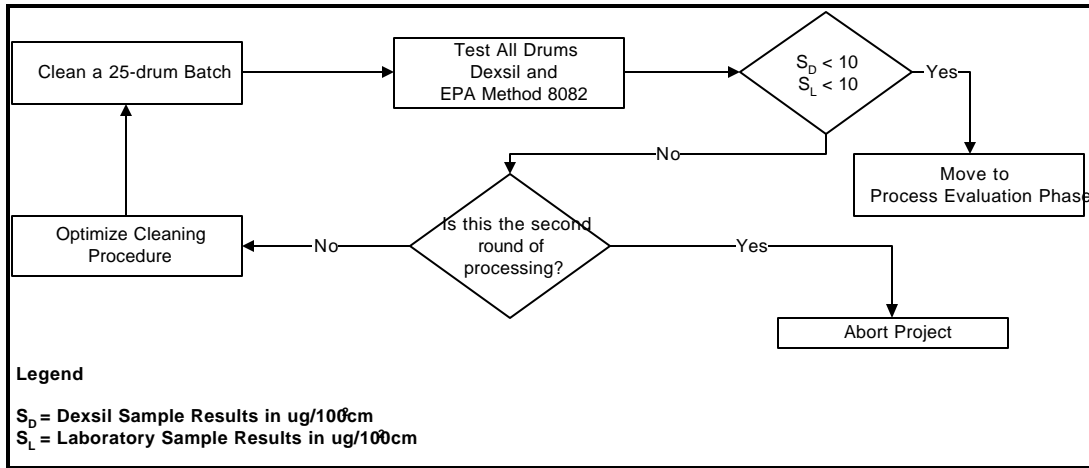 Clean a 25-drum Batch
Test All Drums
Dexsil and
EPA Method 8082
S_D < 10
S_L < 10
Yes
No
Move to
Process Evaluation Phase
Is this the second
round of
processing?
No
Optimize Cleaning
Procedure
Yes
Abort Project
Legend
S_D = Dexsil Sample Results in ug/100cm²
S_L = Laboratory Sample Results in ug/100cm²